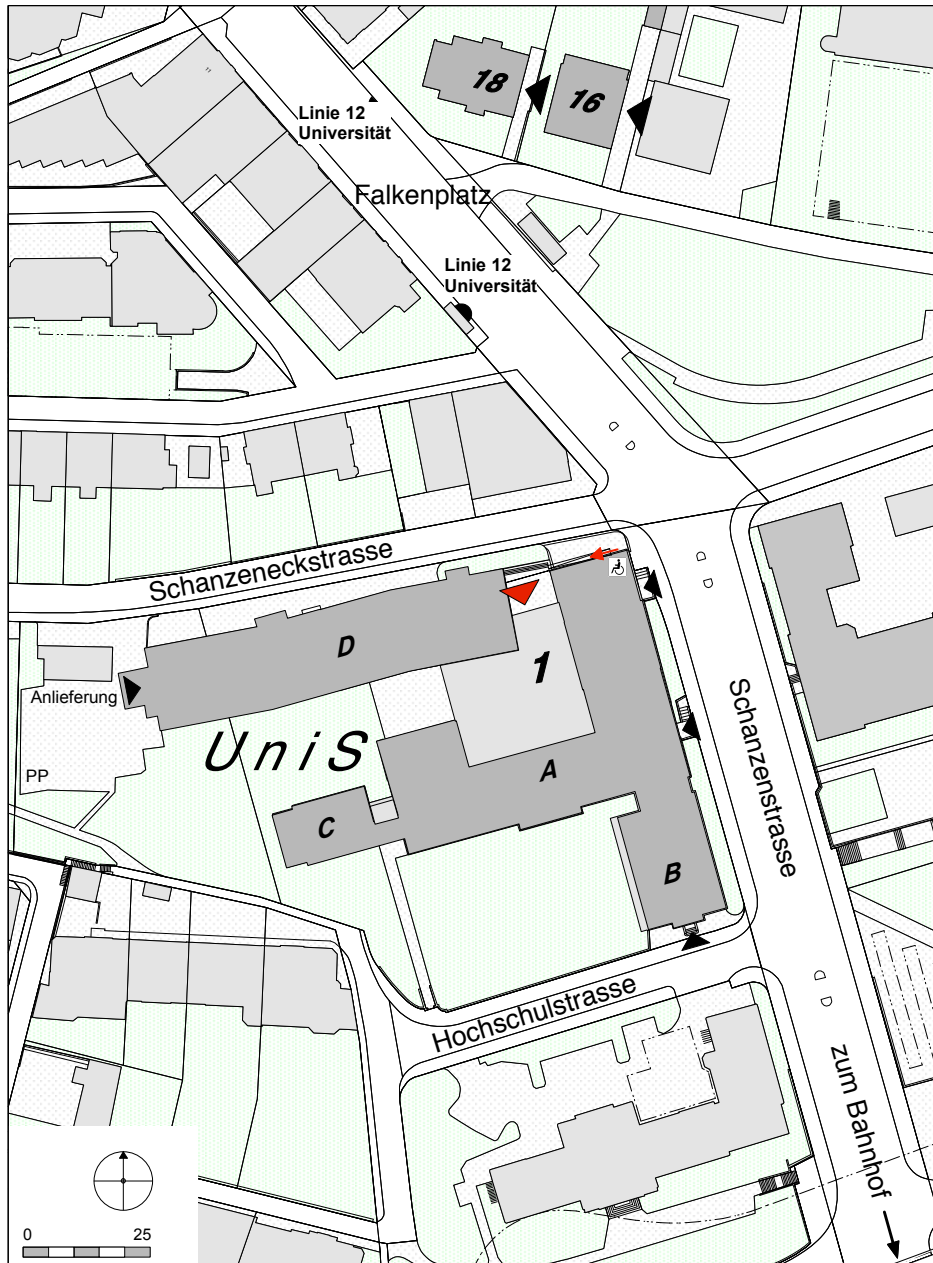 18
16
Linie 12
Universität
Falkenplatz
Linie 12
Universität
Schanzeneckstrasse
D
1
Anlieferung
UniS
Schanzenstrasse
PP
A
C
B
Hochschulstrasse
zum Bahnhof
0 25